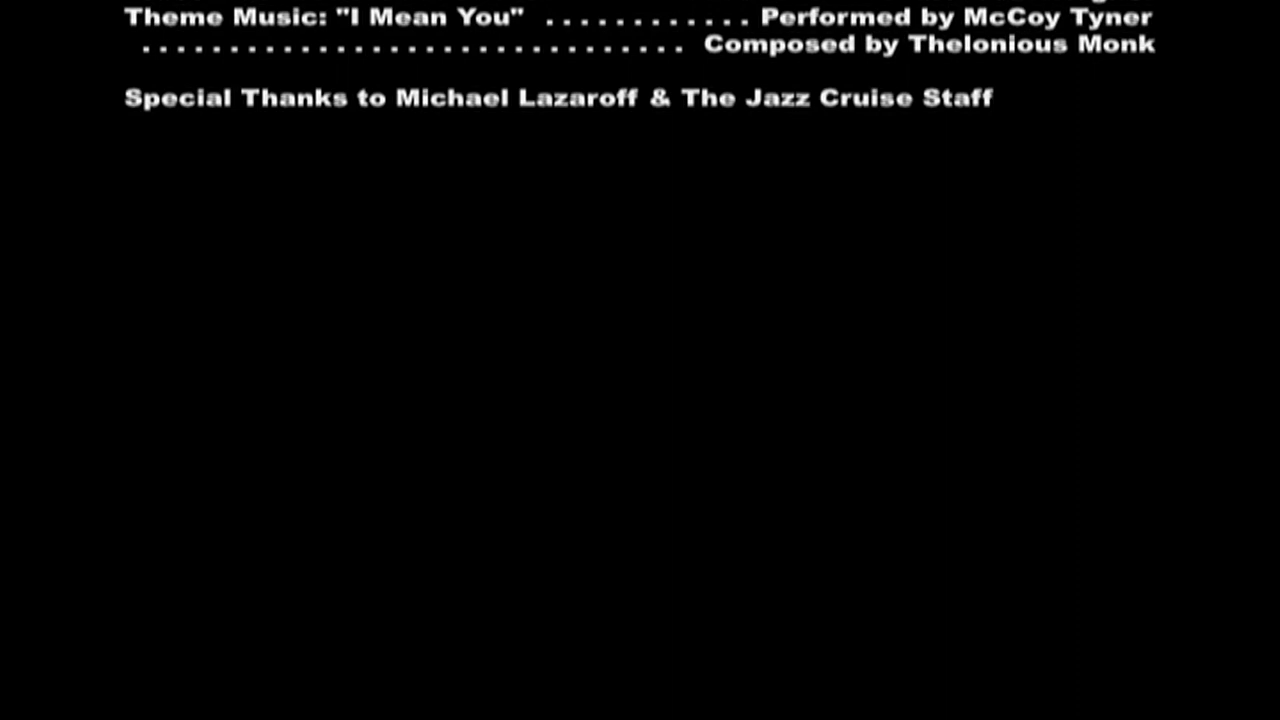 Theme Music: "I Mean You" . . . . . . . . . . . . Performed by McCoy Tyner
. . . . . . . . . . . . . . . . . . . . . . . . . . . . . . . Composed by Thelonious Monk
Special Thanks to Michael Lazaroff & The Jazz Cruise Staff